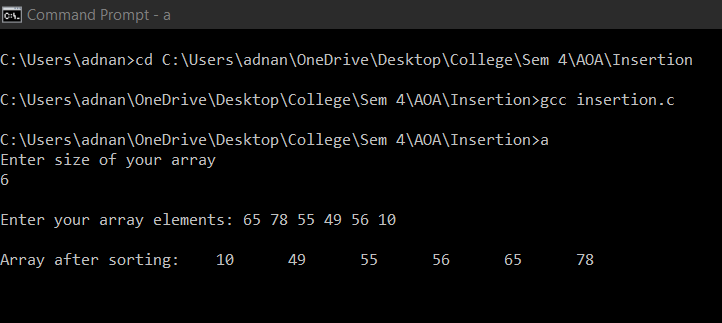 Command Prompt - a
C:\Users\adnan>cd C:\Users\adnan\OneDrive\Desktop\College\Sem 4\AOA\Insertion
C:\Users\adnan\OneDrive\Desktop\College\Sem 4\AOA\Insertion>gcc insertion.c
C:\Users\adnan\OneDrive\Desktop\College\Sem 4\AOA\Insertion>a
Enter size of your array
6
Enter your array elements: 65 78 55 49 56 10
Array after sorting:    10      49      55      56      65      78